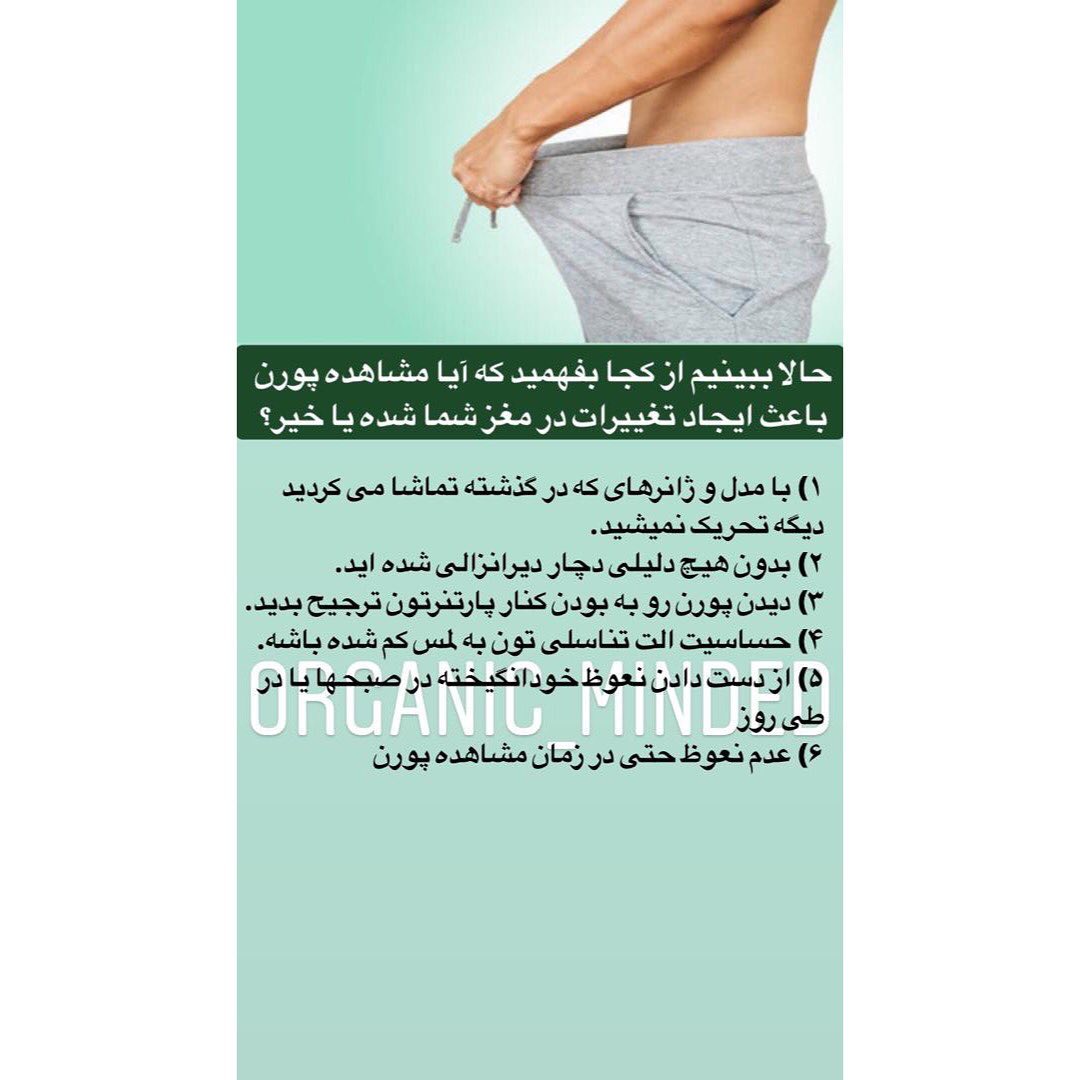 حالا ببینیم از کجا بفهمید که آیا مشاهده پورن
باعث ایجاد تغییرات در مغز شما شده یا خیر؟
۱) با مدل و ژانرهای که در گذشته تماشا می کردید
دیگه تحریک نمیشید.
۲) بدون هیچ دلیلی دچار دیرانزالی شده اید.
۳) دیدن پورن رو به بودن کنار پارتنرتون ترجیح بدید.
۴) حساسیت الت تناسلی تون به لمس کم شده باشه.
۵) از دست دادن نعوظ خودانگیخته در صبحها یا در
طی روز
۶) عدم نعوظ حتی در زمان مشاهده پورن
ORGANIC_MINDED